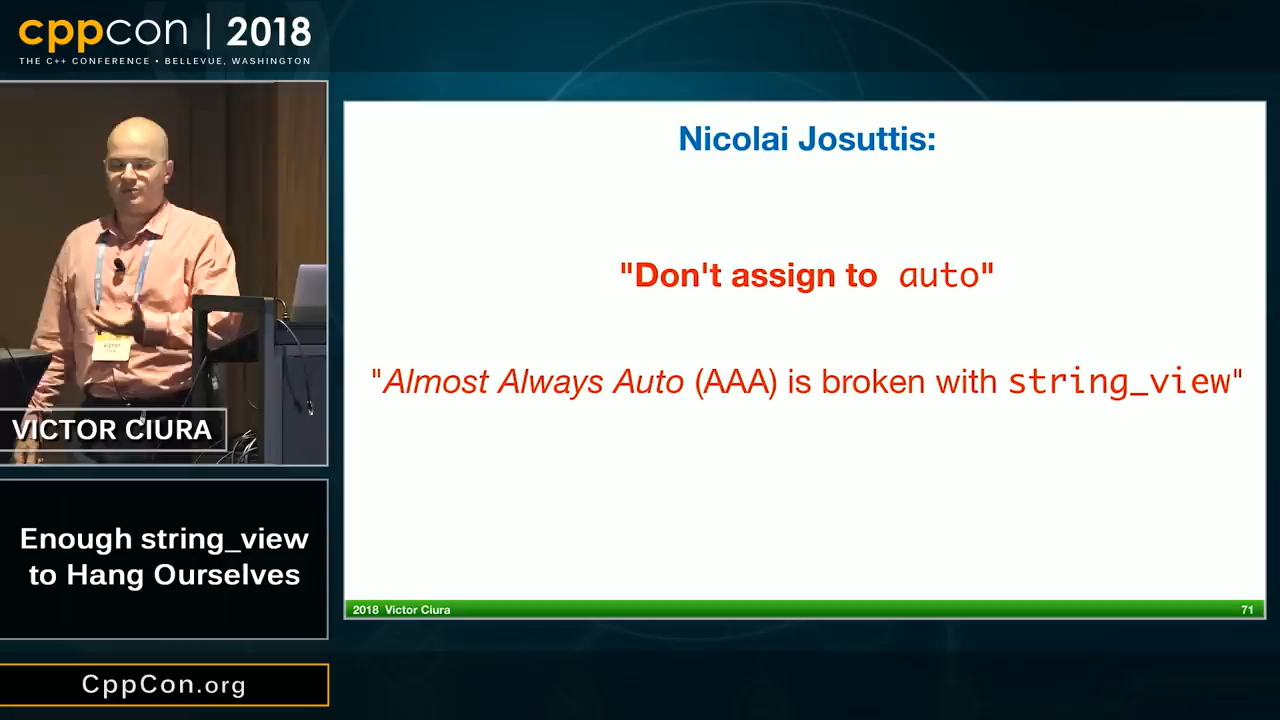 cppcon | 2018
THE C++ CONFERENCE • BELLEVUE, WASHINGTON
VICTOR CIURA
Enough string_view
to Hang Ourselves
CppCon.org
Nicolai Josuttis:
"Don't assign to auto"
"Almost Always Auto (AAA) is broken with string_view"
2018 Victor Ciura
71